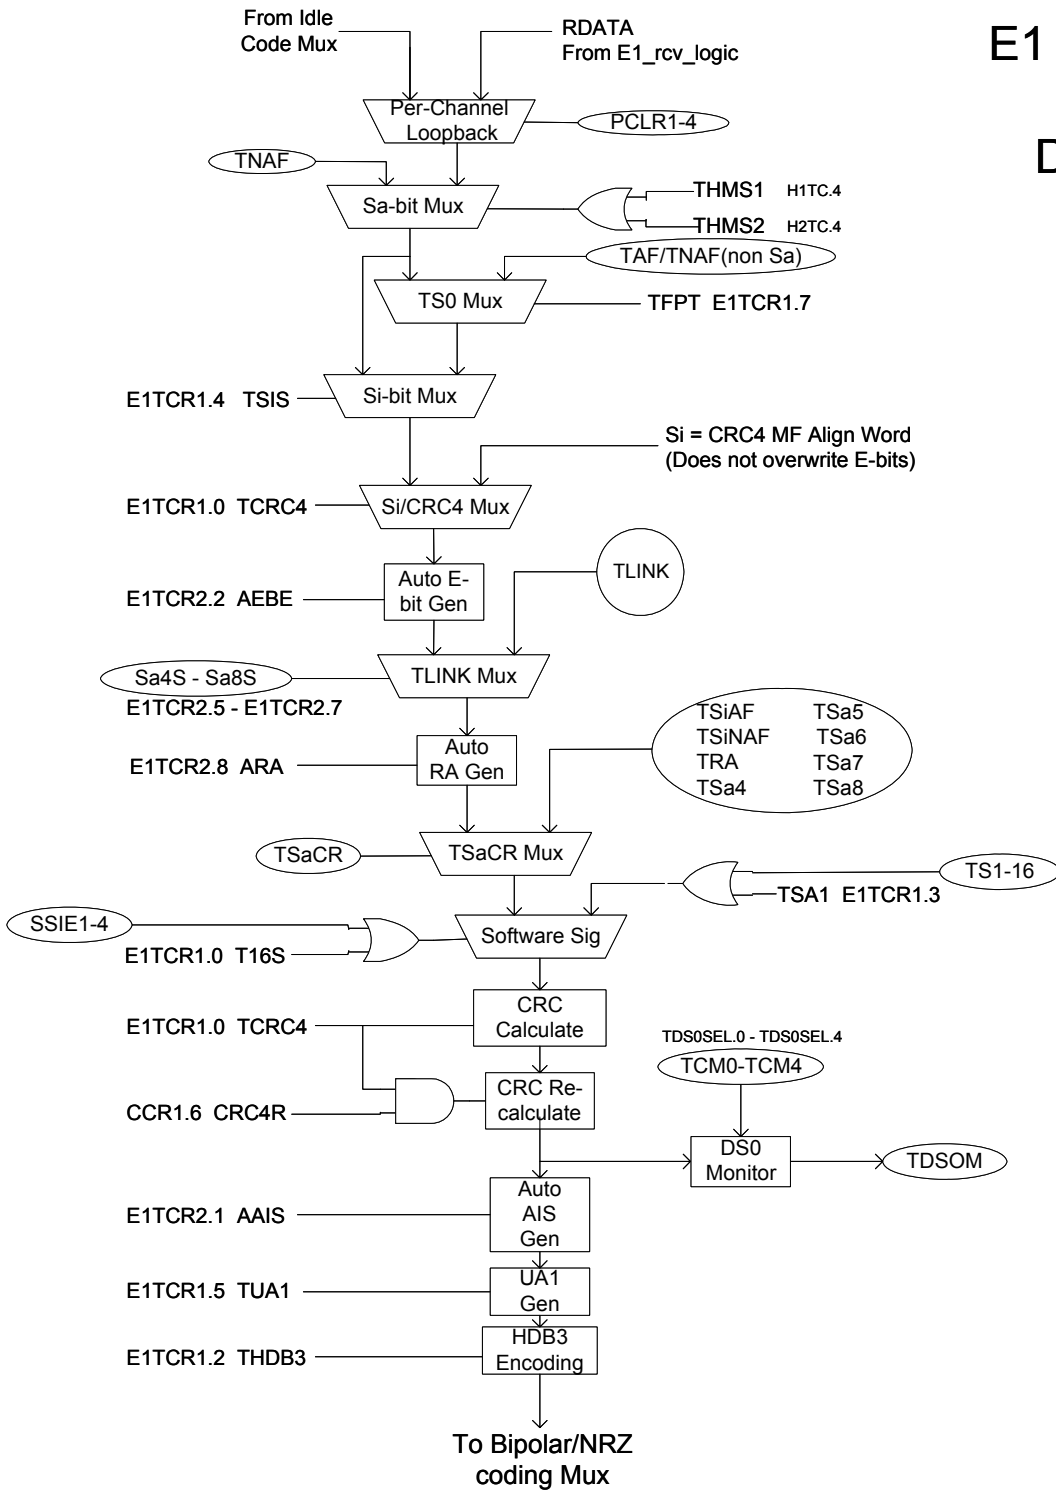 From Idle
Code Mux
RDATA
From E1_rcv_logic
E1
D
Per-Channel
Loopback
PCLR1-4
TNAF
Sa-bit Mux
THMS1 H1TC.4
THMS2 H2TC.4
TAF/TNAF(non Sa)
TS0 Mux
TFPT E1TCR1.7
E1TCR1.4 TSIS
Si-bit Mux
Si = CRC4 MF Align Word
(Does not overwrite E-bits)
E1TCR1.0 TCRC4
Si/CRC4 Mux
Auto E-
bit Gen
E1TCR2.2 AEBE
TLINK
Sa4S - Sa8S
E1TCR2.5 - E1TCR2.7
TLINK Mux
Auto
RA Gen
E1TCR2.8 ARA
TSiAF TSa5
TSiNAF TSa6
TRA TSa7
TSa4 TSa8
TSaCR
TSaCR Mux
TS1-16
TSA1 E1TCR1.3
SSIE1-4
E1TCR1.0 T16S
Software Sig
CRC
Calculate
E1TCR1.0 TCRC4
TDS0SEL.0 - TDS0SEL.4
TCM0-TCM4
CRC Re-
calculate
CCR1.6 CRC4R
DS0
Monitor
TDSOM
Auto
AIS
Gen
E1TCR2.1 AAIS
UA1
Gen
E1TCR1.5 TUA1
HDB3
Encoding
E1TCR1.2 THDB3
To Bipolar/NRZ
coding Mux